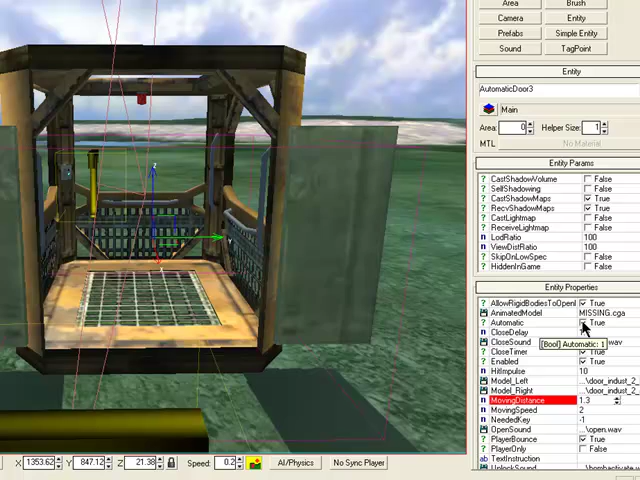 Area Brush
Camera Entity
Prefabs Simple Entity
Sound TagPoint
Entity
AutomaticDoor3
Main
Area: 0 Helper Size: 1
MTL No Material
Entity Params
CastShadowVolume False
SelfShadowing False
CastShadowMaps True
RecvShadowMaps True
CastLightmap False
ReceiveLightmap False
LodRatio 100
ViewDistRatio 100
SkipOnLowSpec False
HiddenInGame False
Entity Properties
AllowRigidBodiesToOpenl True
AnimatedModel MISSING.cga
Automatic True
CloseDelay
[Bool] Automatic: 1
CloseSound .wav
CloseTimer True
Enabled True
HitImpulse 10
Model_Left ...\door_indust_2_
Model_Right ...\door_indust_2_
MovingDistance 1.3
MovingSpeed 2
NeededKey -1
OpenSound ...\open.wav
PlayerBounce True
PlayerOnly False
TextInstruction
UnlockSound
z
X 1353.62 Y 847.12 Z 21.38 Speed: 0.2 AI/Physics No Sync Player